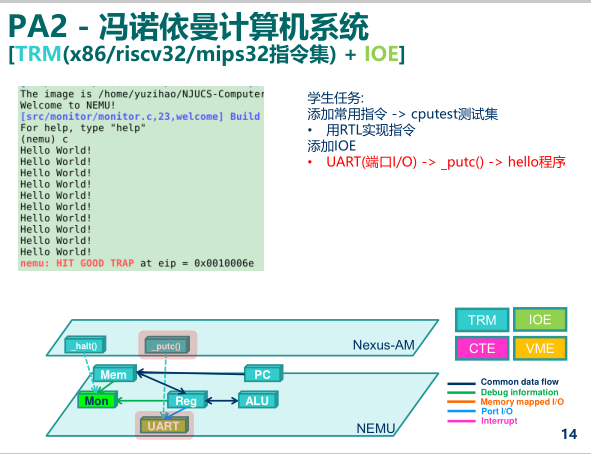 PA2 - 冯诺依曼计算机系统
[TRM(x86/riscv32/mips32指令集) + IOE]
The image is /home/yuzihao/NJUCS-Computer
Welcome to NEMU!
[src/monitor/monitor.c,23,welcome] Build
For help, type "help"
(nemu) c
Hello World!
Hello World!
Hello World!
Hello World!
Hello World!
Hello World!
Hello World!
Hello World!
Hello World!
Hello World!
nemu: HIT GOOD TRAP at eip = 0x0010006e
学生任务:
添加常用指令 -> cputest测试集
• 用RTL实现指令
添加IOE
• UART(端口I/O) -> _putc() -> hello程序
_halt()
_putc()
Nexus-AM
Mem
PC
Mon
Reg
ALU
UART
NEMU
TRM
IOE
CTE
VME
Common data flow
Debug information
Memory mapped I/O
Port I/O
Interrupt
14